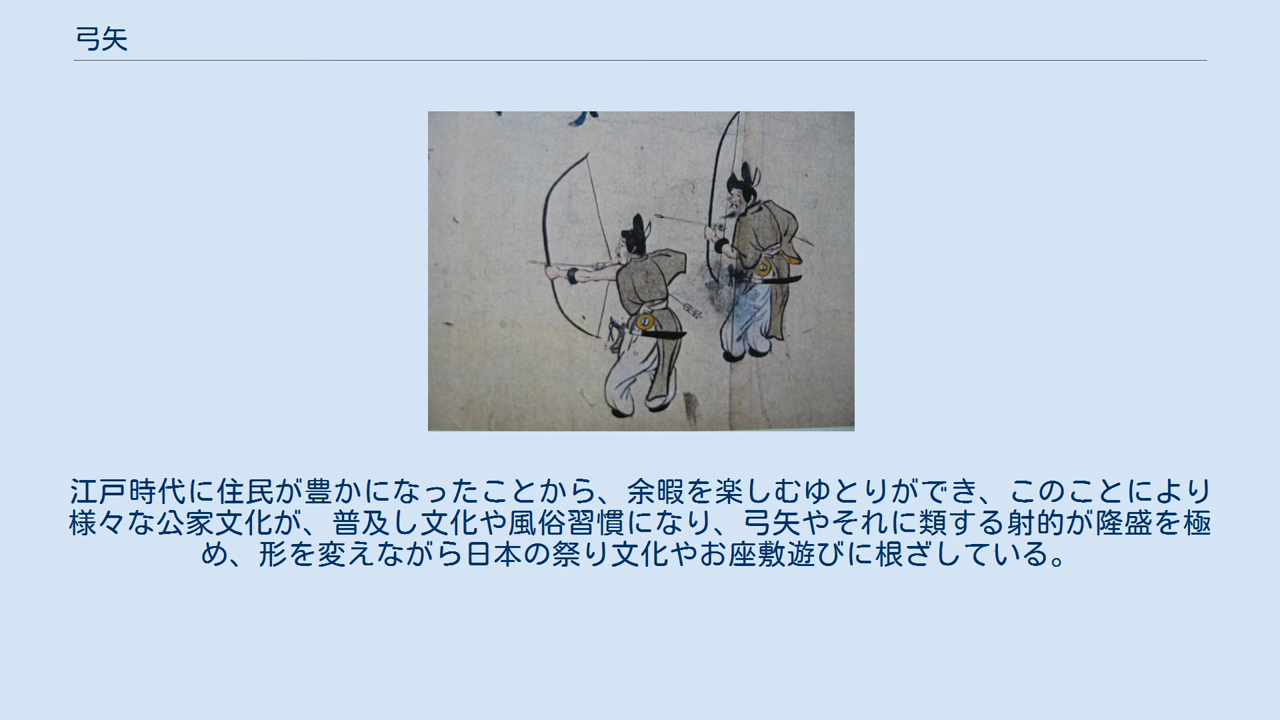 弓矢
江戸時代に住民が豊かになったことから、余暇を楽しむゆとりができ、このことにより
様々な公家文化が、普及し文化や風俗習慣になり、弓矢やそれに類する射的が隆盛を極
め、形を変えながら日本の祭り文化やお座敷遊びに根ざしている。